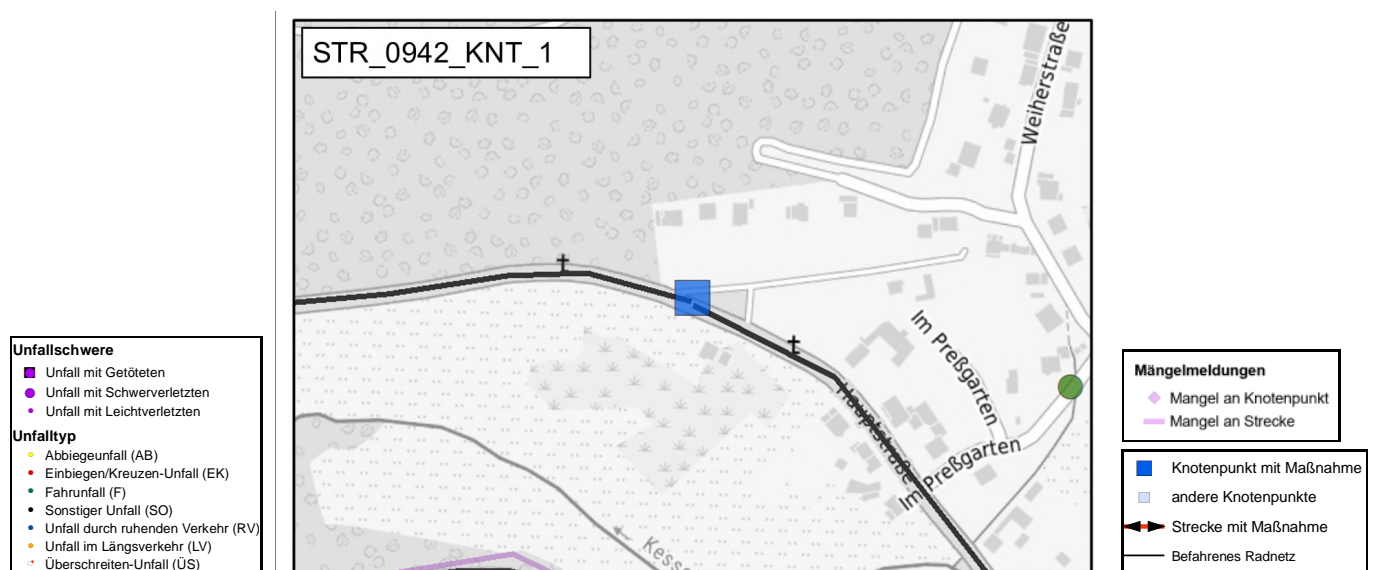 STR_0942_KNT_1
Weiherstraße
Im Preßgarten
Hauptstraße
Im Preßgarten
Unfallschwere
Unfall mit Getöteten
Unfall mit Schwerverletzten
Unfall mit Leichtverletzten
Unfalltyp
Abbiegeunfall (AB)
Einbiegen/Kreuzen-Unfall (EK)
Fahrunfall (F)
Sonstiger Unfall (SO)
Unfall durch ruhenden Verkehr (RV)
Unfall im Längsverkehr (LV)
Überschreiten-Unfall (ÜS)
Mängelmeldungen
Mangel an Knotenpunkt
Mangel an Strecke
Knotenpunkt mit Maßnahme
andere Knotenpunkte
Strecke mit Maßnahme
Befahrenes Radnetz